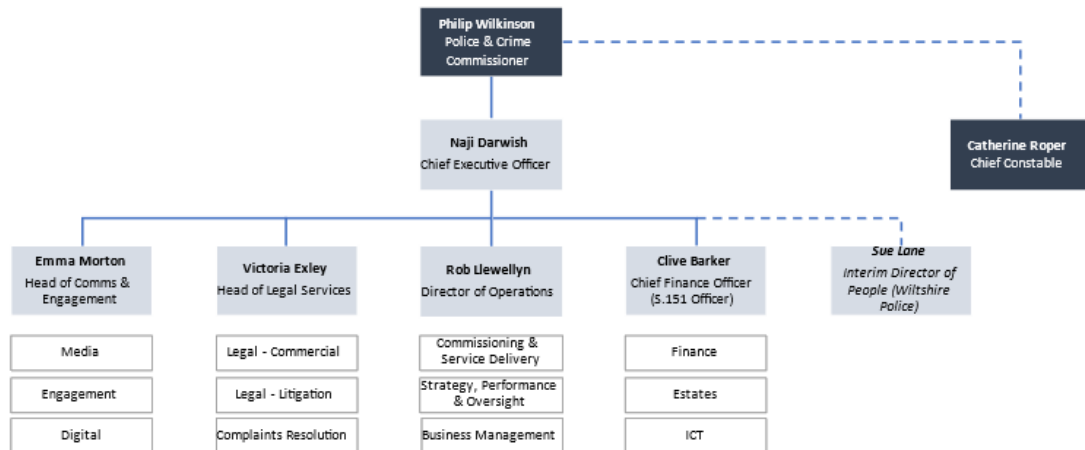 Philip Wilkinson
Police & Crime
Commissioner
Naji Darwish
Chief Executive Officer
Catherine Roper
Chief Constable
Emma Morton
Head of Comms &
Engagement
Victoria Exley
Head of Legal Services
Rob Llewellyn
Director of Operations
Clive Barker
Chief Finance Officer
(S.151 Officer)
Sue Lane
Interim Director of
People (Wiltshire
Police)
Media
Legal - Commercial
Commissioning &
Service Delivery
Finance
Engagement
Legal - Litigation
Strategy, Performance
& Oversight
Estates
Digital
Complaints Resolution
Business Management
ICT